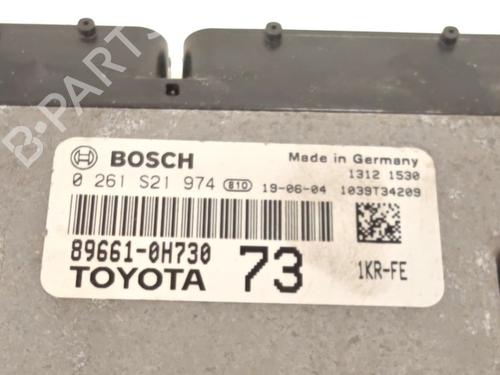 B-PARTS
BOSCH
Made in Germany
1312 1530
0 261 S21 974 810 19-06-04 1039T34209
89661-0H730
TOYOTA 73
1KR-FE